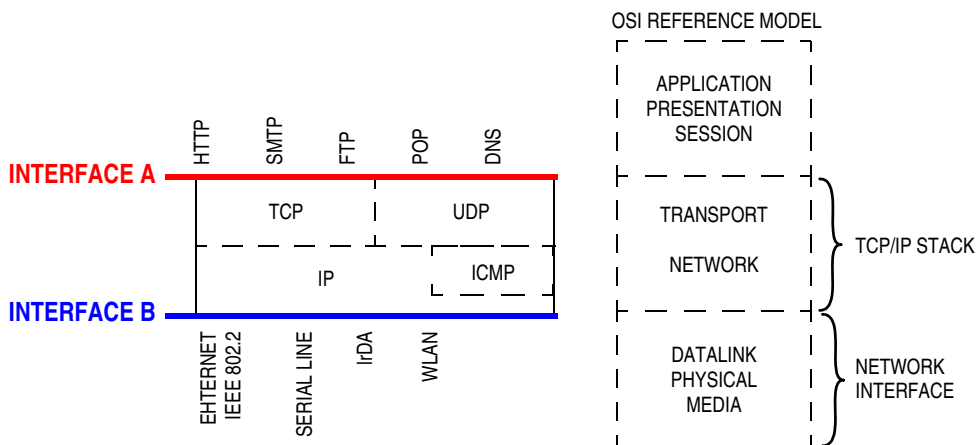 OSI REFERENCE MODEL
APPLICATION
PRESENTATION
SESSION
HTTP
SMTP
FTP
POP
DNS
INTERFACE A
TCP
UDP
TRANSPORT
TCP/IP STACK
IP
ICMP
NETWORK
INTERFACE B
EHTERNET
IEEE 802.2
SERIAL LINE
IrDA
WLAN
DATALINK
PHYSICAL
MEDIA
NETWORK
INTERFACE